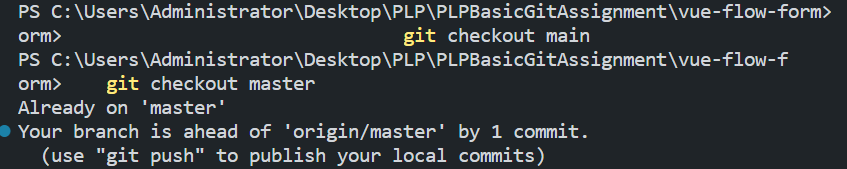 PS C:\Users\Administrator\Desktop\PLP\PLPBasicGitAssignment\vue-flow-form>
orm>                                  git checkout main
PS C:\Users\Administrator\Desktop\PLP\PLPBasicGitAssignment\vue-flow-f
orm>    git checkout master
Already on 'master'
Your branch is ahead of 'origin/master' by 1 commit.
  (use "git push" to publish your local commits)